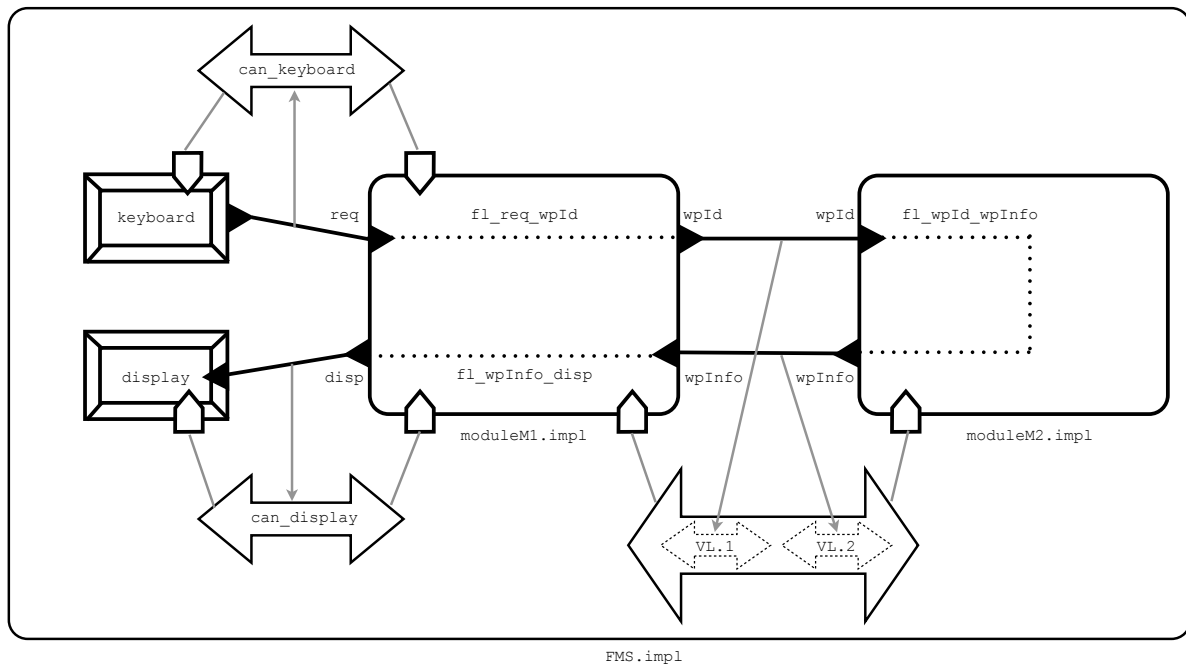 can_keyboard
keyboard
req
fl_req_wpId
wpId
wpId
fl_wpId_wpInfo
display
disp
fl_wpInfo_disp
wpInfo
wpInfo
moduleM1.impl
moduleM2.impl
can_display
VL.1
VL.2
FMS.impl